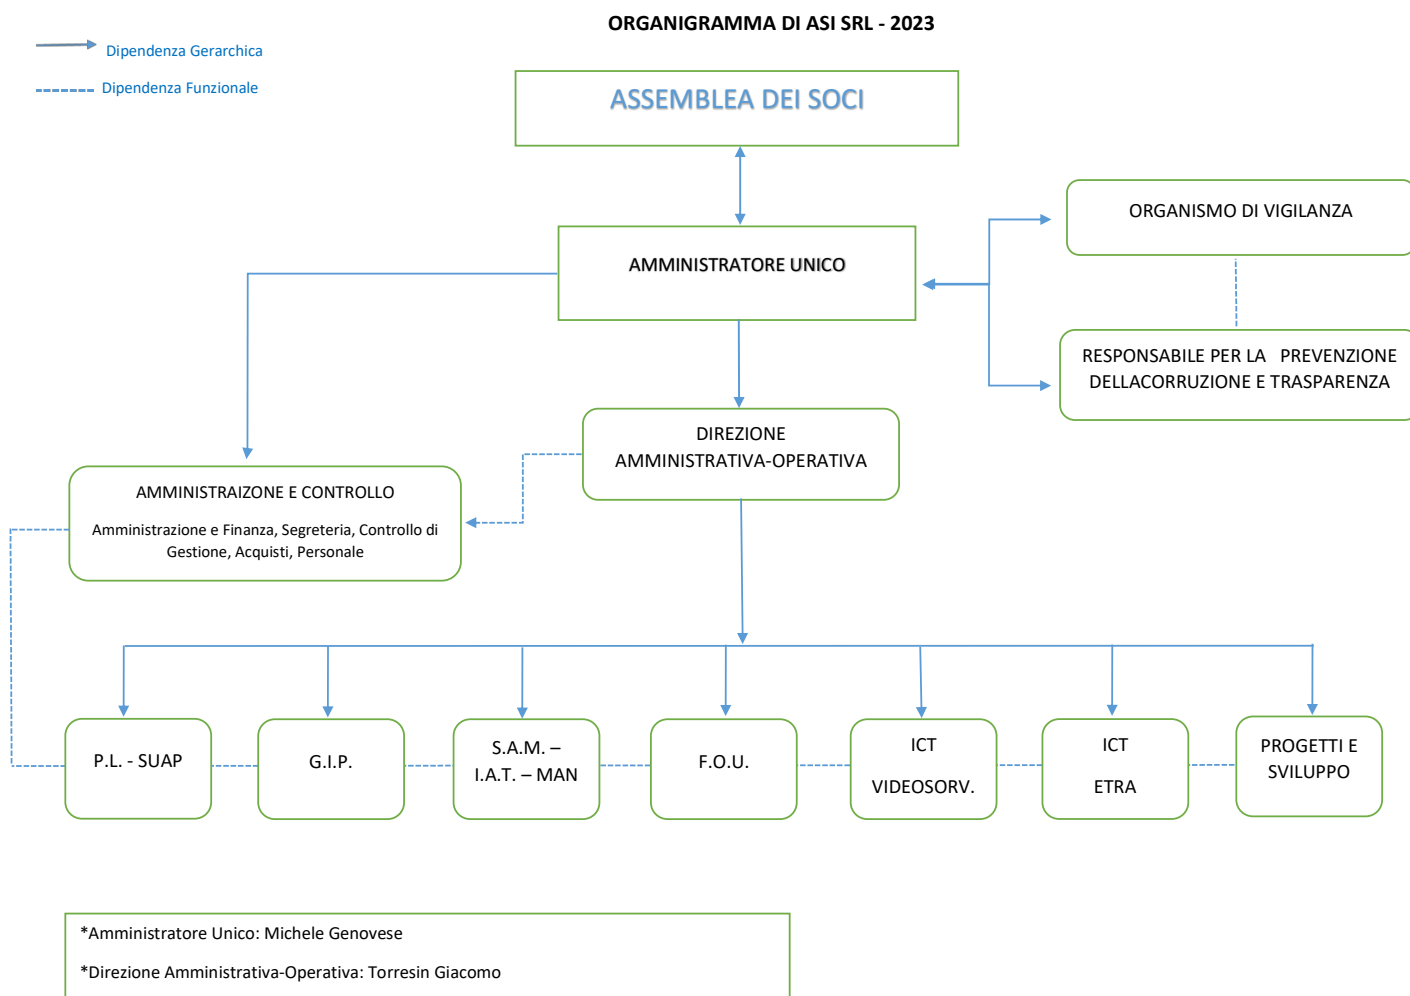 ORGANIGRAMMA DI ASI SRL - 2023
Dipendenza Gerarchica
Dipendenza Funzionale
ASSEMBLEA DEI SOCI
ORGANISMO DI VIGILANZA
AMMINISTRATORE UNICO
RESPONSABILE PER LA PREVENZIONE
DELLACORRUZIONE E TRASPARENZA
DIREZIONE
AMMINISTRATIVA-OPERATIVA
AMMINISTRAIZONE E CONTROLLO
Amministrazione e Finanza, Segreteria, Controllo di
Gestione, Acquisti, Personale
P.L. - SUAP
G.I.P.
S.A.M. –
I.A.T. – MAN
F.O.U.
ICT
VIDEOSORV.
ICT
ETRA
PROGETTI E
SVILUPPO
*Amministratore Unico: Michele Genovese
*Direzione Amministrativa-Operativa: Torresin Giacomo